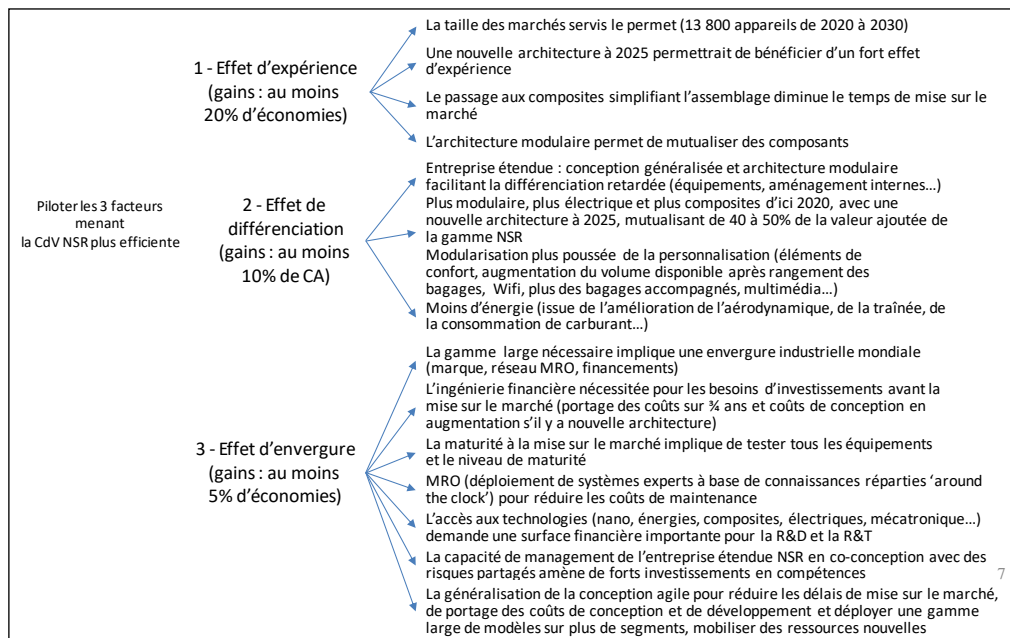 La taille des marchés servis le permet (13 800 appareils de 2020 à 2030)
Une nouvelle architecture à 2025 permettrait de bénéficier d'un fort effet
d'expérience
1 - Effet d'expérience
(gains : au moins
20% d'économies)
Le passage aux composites simplifiant l'assemblage diminue le temps de mise sur le
marché
L'architecture modulaire permet de mutualiser des composants
Piloter les 3 facteurs
menant
la CdV NSR plus efficiente
2 - Effet de
différenciation
(gains : au moins
10% de CA)
Entreprise étendue : conception généralisée et architecture modulaire
facilitant la différenciation retardée (équipements, aménagement internes…)
Plus modulaire, plus électrique et plus composites d'ici 2020, avec une
nouvelle architecture à 2025, mutualisant de 40 à 50% de la valeur ajoutée de
la gamme NSR
Modularisation plus poussée de la personnalisation (éléments de
confort, augmentation du volume disponible après rangement des
bagages, Wifi, plus des bagages accompagnés, multimédia…)
Moins d'énergie (issue de l'amélioration de l'aérodynamique, de la traînée, de
la consommation de carburant…)
3 - Effet d'envergure
(gains : au moins
5% d'économies)
La gamme large nécessaire implique une envergure industrielle mondiale
(marque, réseau MRO, financements)
L'ingénierie financière nécessitée pour les besoins d'investissements avant la
mise sur le marché (portage des coûts sur ¾ ans et coûts de conception en
augmentation s'il y a nouvelle architecture)
La maturité à la mise sur le marché implique de tester tous les équipements
et le niveau de maturité
MRO (déploiement de systèmes experts à base de connaissances réparties 'around
the clock') pour réduire les coûts de maintenance
L'accès aux technologies (nano, énergies, composites, électriques, mécatronique…)
demande une surface financière importante pour la R&D et la R&T
La capacité de management de l'entreprise étendue NSR en co-conception avec des
risques partagés amène de forts investissements en compétences
7
La généralisation de la conception agile pour réduire les délais de mise sur le marché,
de portage des coûts de conception et de développement et déployer une gamme
large de modèles sur plus de segments, mobiliser des ressources nouvelles